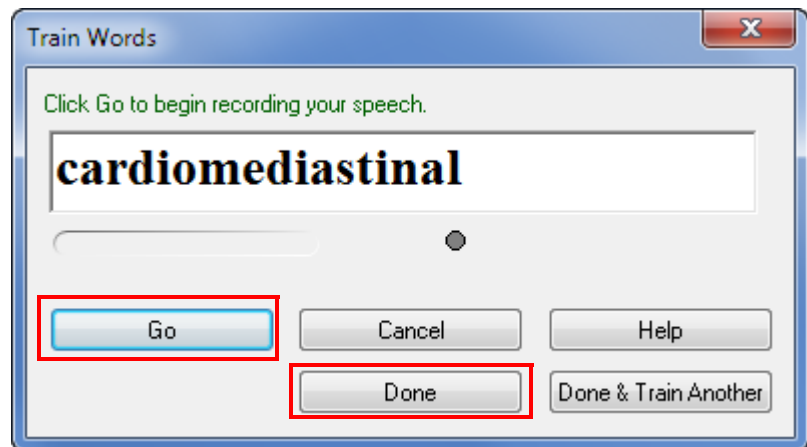 Train Words
Click Go to begin recording your speech.
cardiomediastinal
Go Cancel Help
Done Done & Train Another